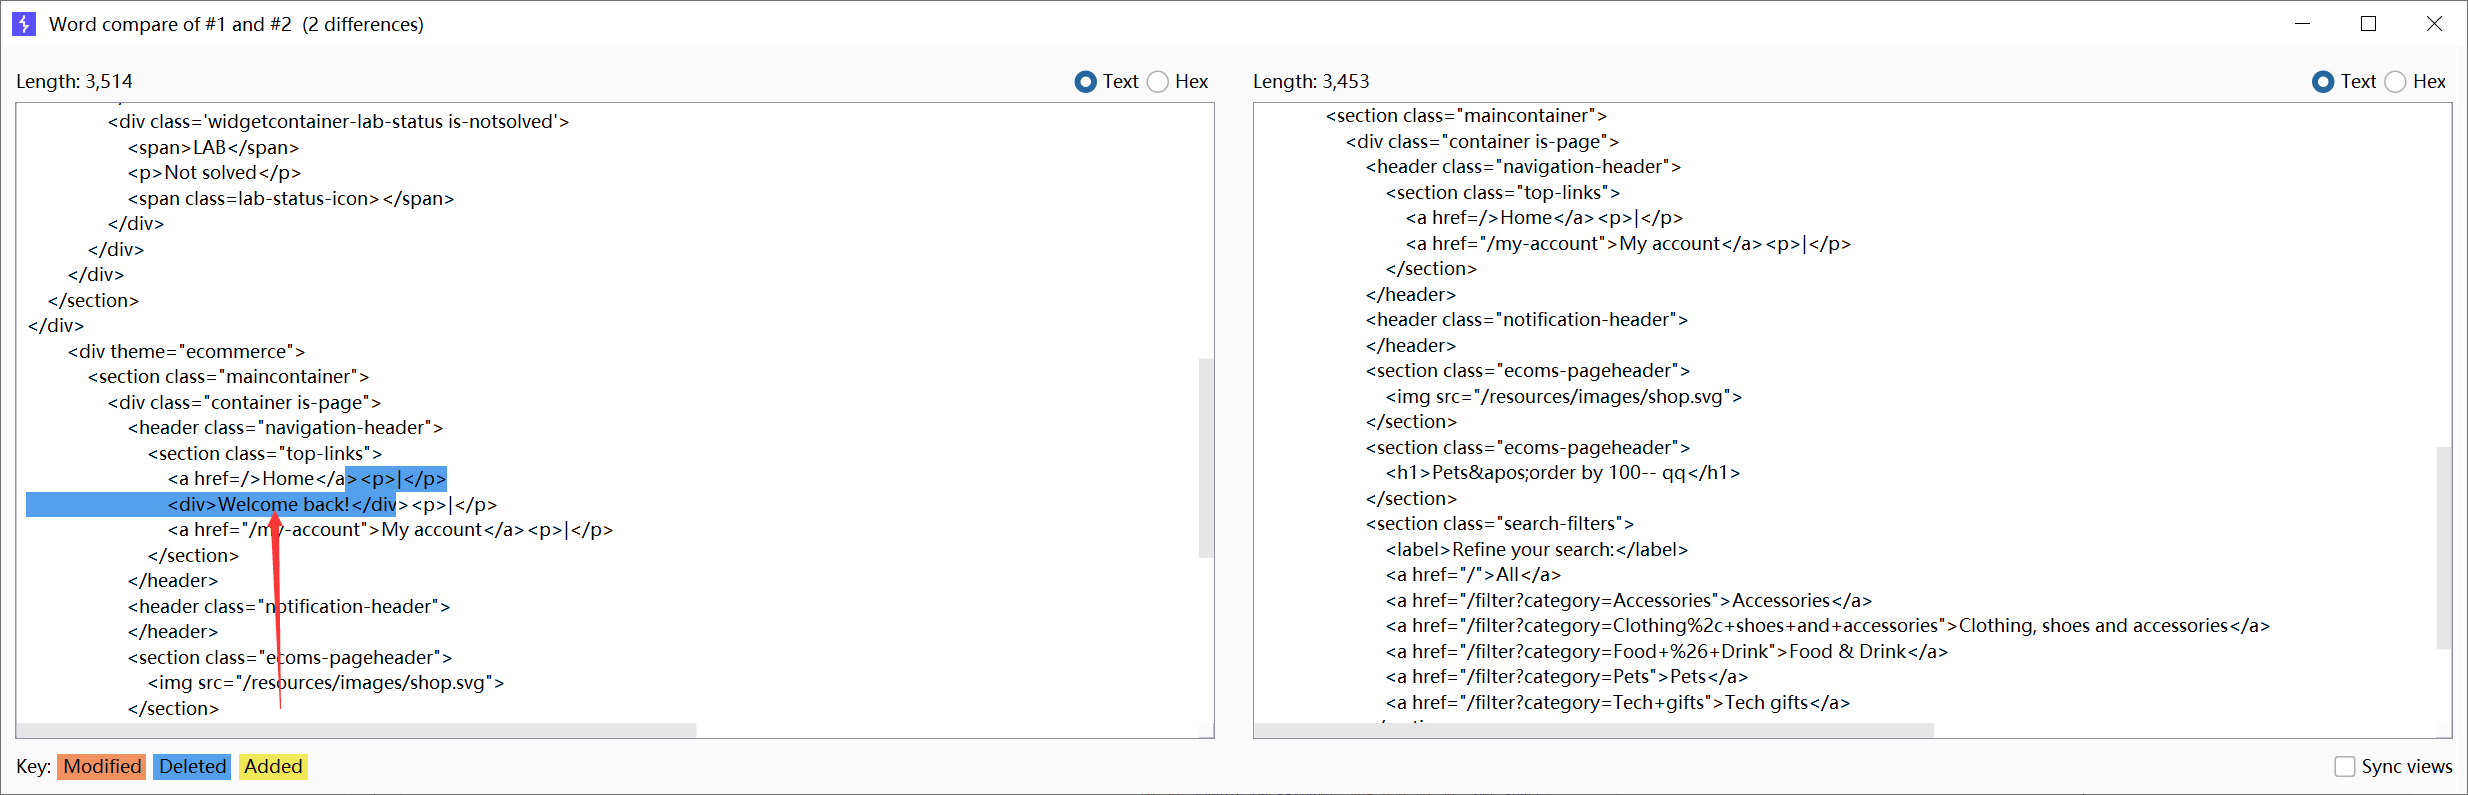 Word compare of #1 and #2  (2 differences)
Length: 3,514
Text
Hex
<div class='widgetcontainer-lab-status is-notsolved'>
<span>LAB</span>
<p>Not solved</p>
<span class=lab-status-icon></span>
</div>
</div>
</div>
</section>
</div>
<div theme="ecommerce">
<section class="maincontainer">
<div class="container is-page">
<header class="navigation-header">
<section class="top-links">
<a href=/>Home</a><p>|</p>
<div>Welcome back!</div><p>|</p>
<a href="/my-account">My account</a><p>|</p>
</section>
</header>
<header class="notification-header">
</header>
<section class="ecoms-pageheader">
<img src="/resources/images/shop.svg">
</section>
Length: 3,453
Text
Hex
<section class="maincontainer">
<div class="container is-page">
<header class="navigation-header">
<section class="top-links">
<a href=/>Home</a><p>|</p>
<a href="/my-account">My account</a><p>|</p>
</section>
</header>
<header class="notification-header">
</header>
<section class="ecoms-pageheader">
<img src="/resources/images/shop.svg">
</section>
<section class="ecoms-pageheader">
<h1>Pets&apos;order by 100-- qq</h1>
</section>
<section class="search-filters">
<label>Refine your search:</label>
<a href="/">All</a>
<a href="/filter?category=Accessories">Accessories</a>
<a href="/filter?category=Clothing%2c+shoes+and+accessories">Clothing, shoes and accessories</a>
<a href="/filter?category=Food+%26+Drink">Food & Drink</a>
<a href="/filter?category=Pets">Pets</a>
<a href="/filter?category=Tech+gifts">Tech gifts</a>
Key: Modified Deleted Added
Sync views